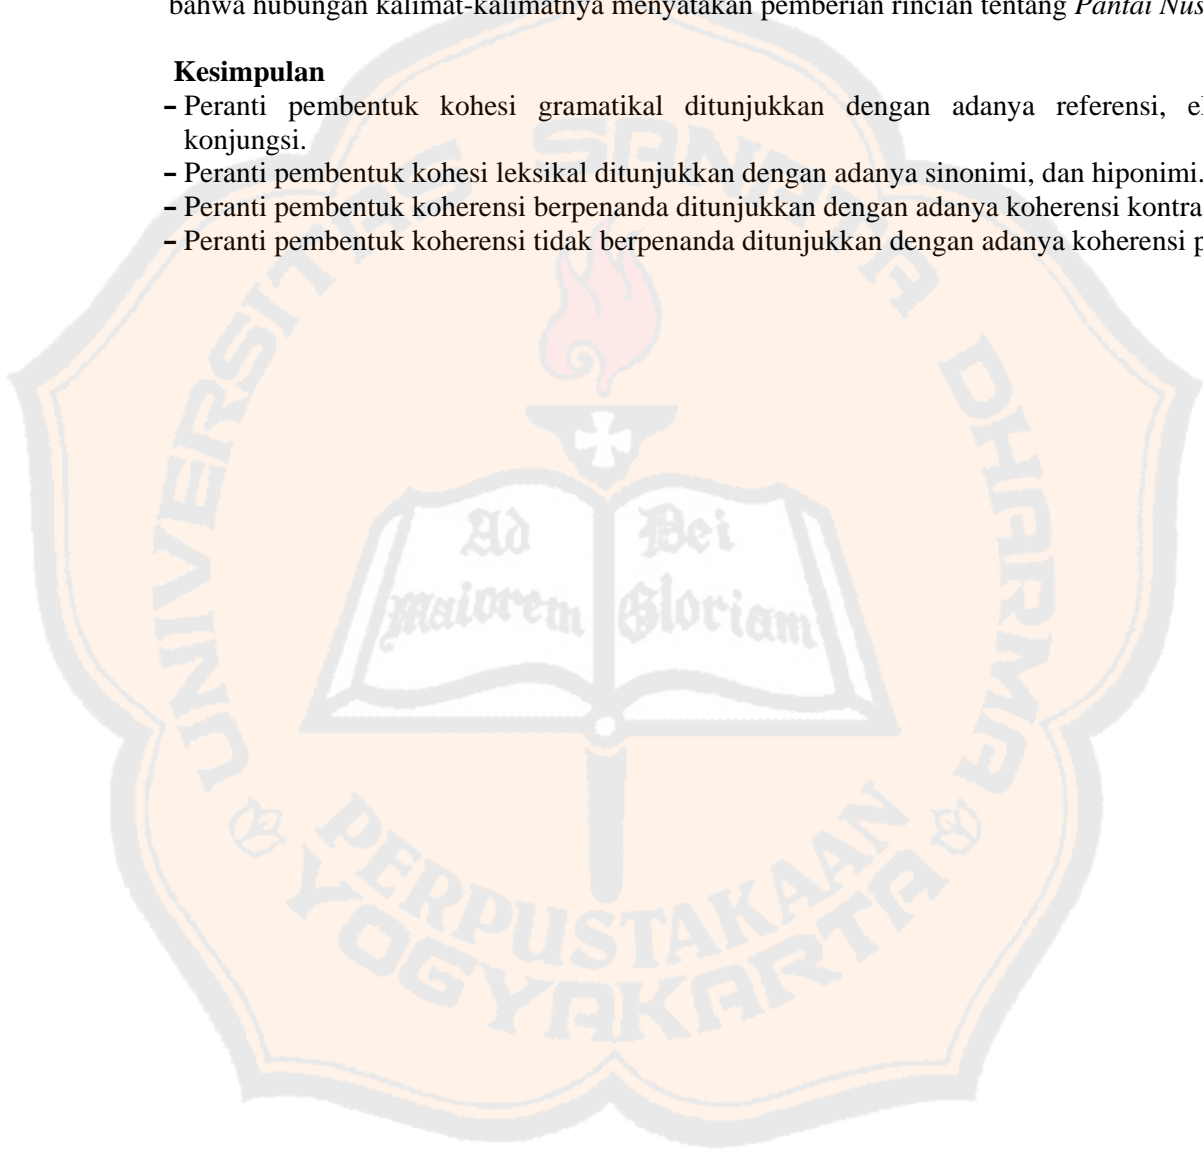 bahwa hubungan kalimat-kalimatnya menyatakan pemberian rincian tentang Pantai Nus
Kesimpulan
- Peranti pembentuk kohesi gramatikal ditunjukkan dengan adanya referensi, el
konjungsi.
- Peranti pembentuk kohesi leksikal ditunjukkan dengan adanya sinonimi, dan hiponimi.
- Peranti pembentuk koherensi berpenanda ditunjukkan dengan adanya koherensi kontra
- Peranti pembentuk koherensi tidak berpenanda ditunjukkan dengan adanya koherensi p
UNIVERSITIS SANATA DHARMA
Ad Dei
maiorem Gloriam
PERPUSTAKAAN
YOGYAKARTA